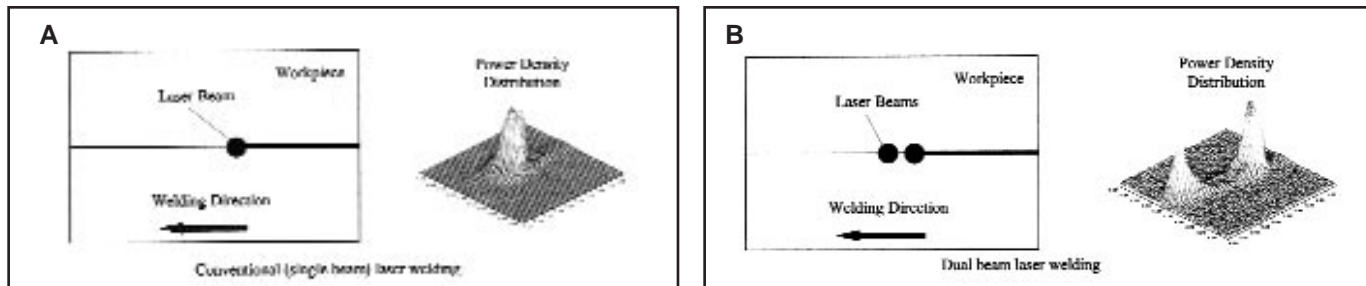 A
Workpiece
Power Density
Distribution
Laser Beam
Welding Direction
Conventional (single beam) laser welding
B
Workpiece
Power Density
Distribution
Laser Beams
Welding Direction
Dual beam laser welding